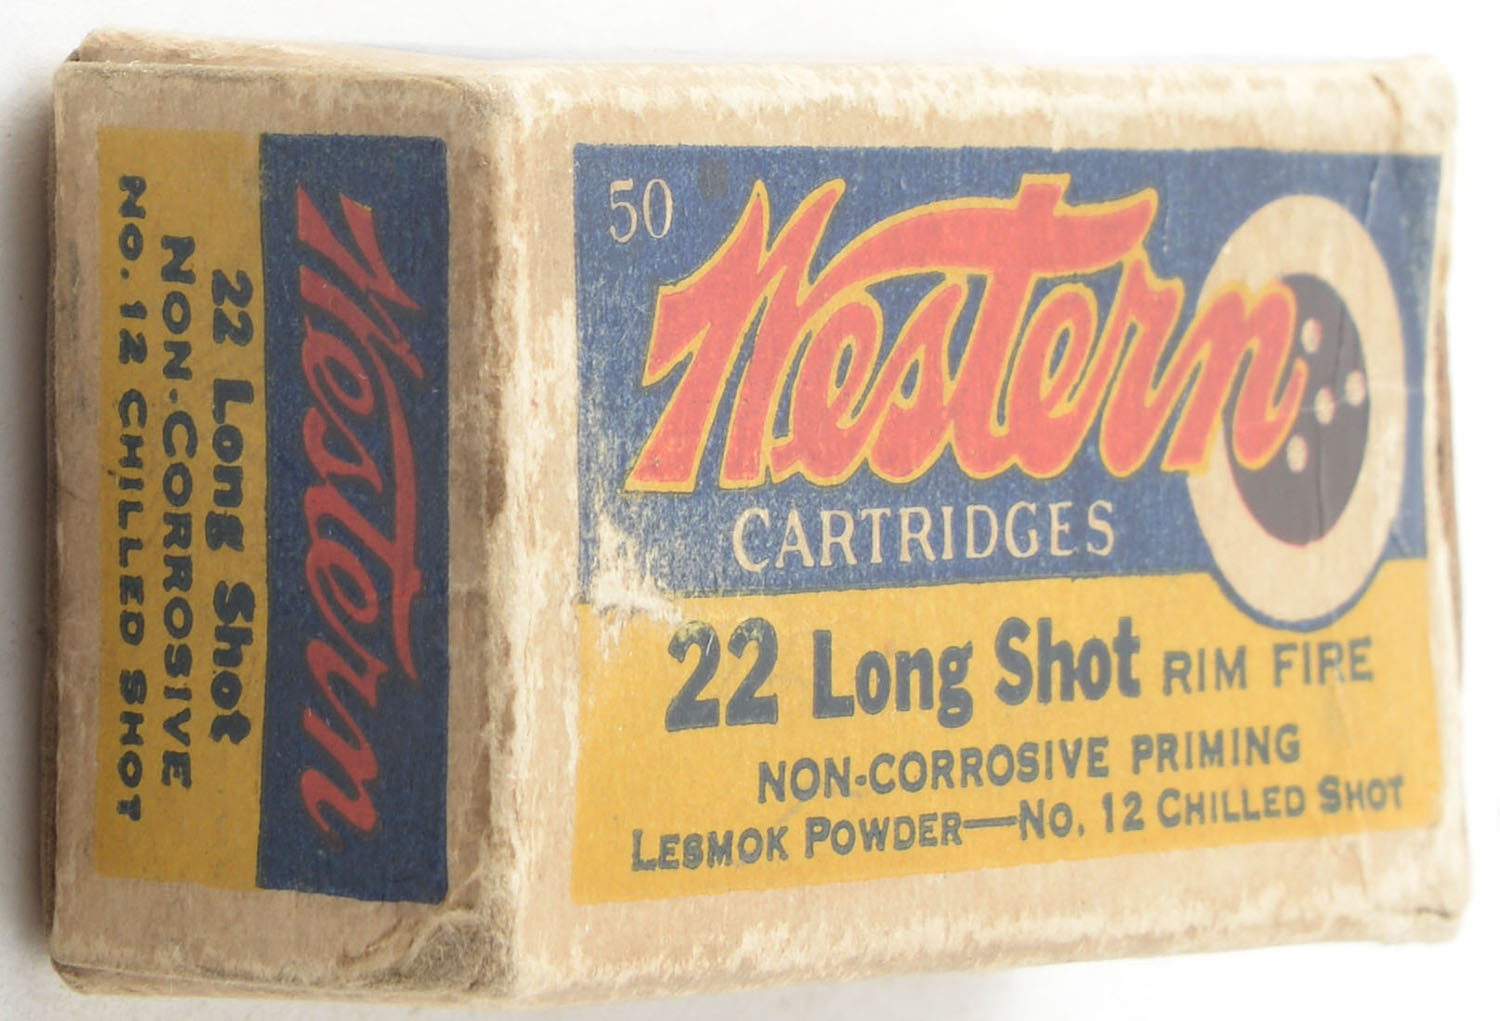 50
Western
CARTRIDGES
22 Long Shot RIM FIRE
NON-CORROSIVE PRIMING
LESMOK POWDER—NO. 12 CHILLED SHOT
Western
22 Long Shot
NON-CORROSIVE
NO. 12 CHILLED SHOT